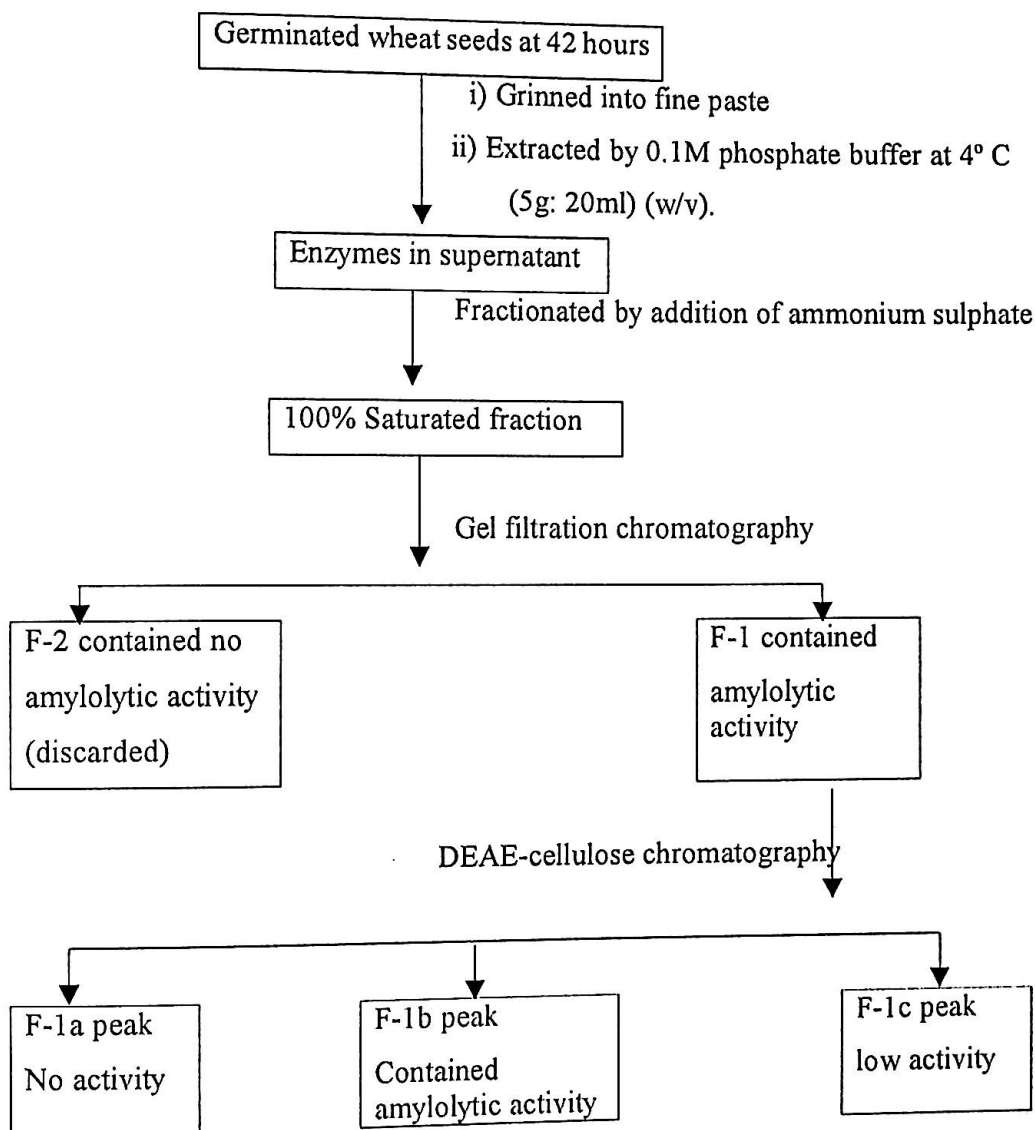 Germinated wheat seeds at 42 hours
i) Grinned into fine paste
ii) Extracted by 0.1M phosphate buffer at 4º C
(5g: 20ml) (w/v).
Enzymes in supernatant
Fractionated by addition of ammonium sulphate
100% Saturated fraction
Gel filtration chromatography
F-2 contained no
amylolytic activity
(discarded)
F-1 contained
amylolytic
activity
DEAE-cellulose chromatography
F-1a peak
No activity
F-1b peak
Contained
amylolytic activity
F-1c peak
low activity